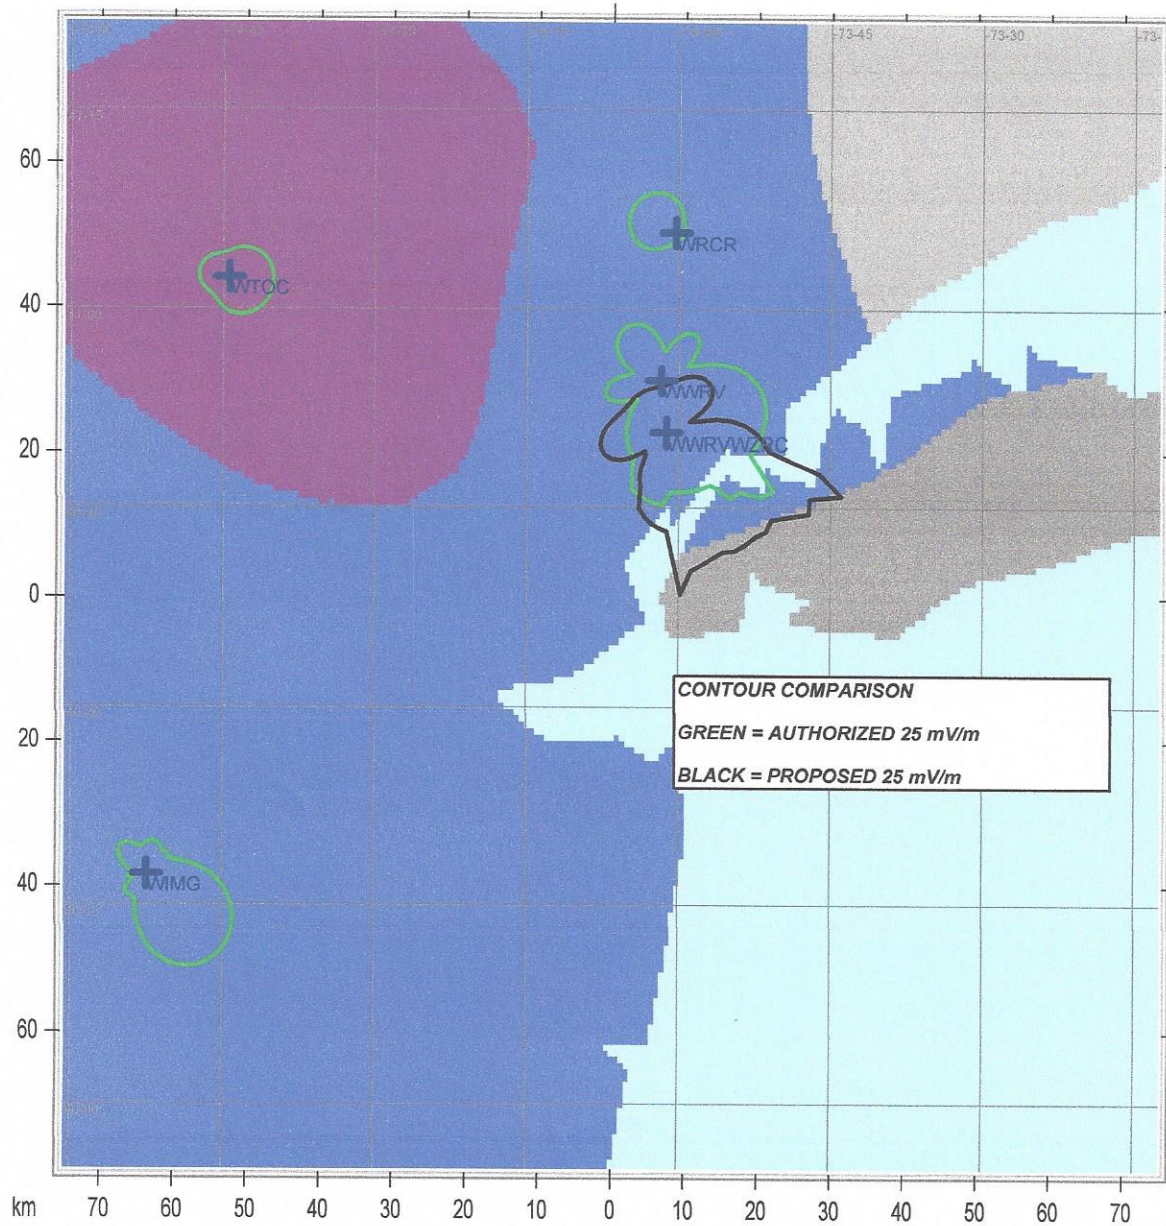 -73-45
-73-30
-73-
60
WRCR
WTOC
40
WWRV
WWRVWZRC
20
0
CONTOUR COMPARISON
GREEN = AUTHORIZED 25 mV/m
BLACK = PROPOSED 25 mV/m
20
WIMG
40
60
km 70 60 50 40 30 20 10 0 10 20 30 40 50 60 70